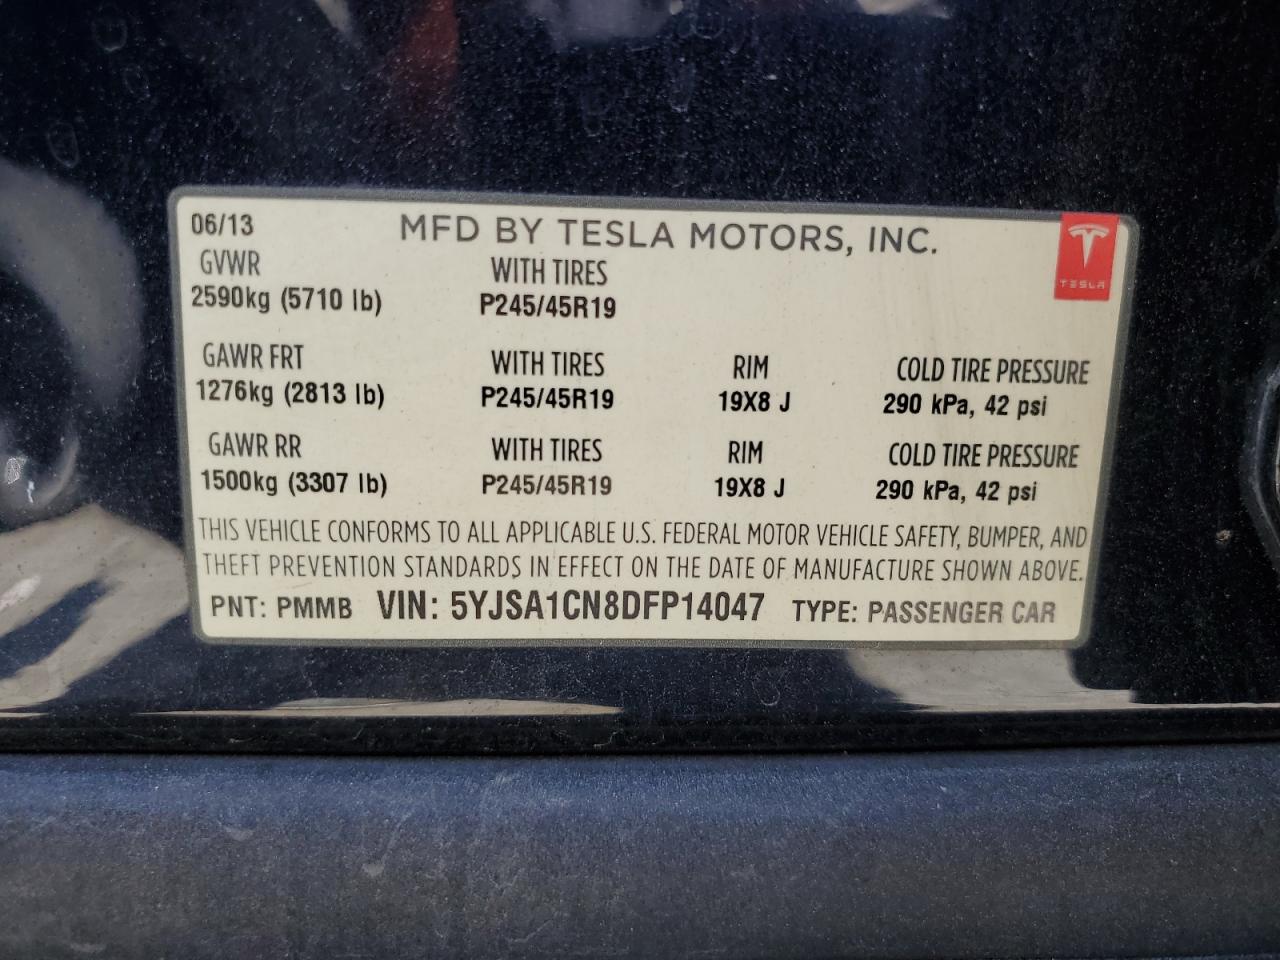 06/13 MFD BY TESLA MOTORS, INC.
TESLA
GVWR WITH TIRES
2590kg (5710 lb) P245/45R19
GAWR FRT WITH TIRES RIM COLD TIRE PRESSURE
1276kg (2813 lb) P245/45R19 19X8 J 290 kPa, 42 psi
GAWR RR WITH TIRES RIM COLD TIRE PRESSURE
1500kg (3307 lb) P245/45R19 19X8 J 290 kPa, 42 psi
THIS VEHICLE CONFORMS TO ALL APPLICABLE U.S. FEDERAL MOTOR VEHICLE SAFETY, BUMPER, AND
THEFT PREVENTION STANDARDS IN EFFECT ON THE DATE OF MANUFACTURE SHOWN ABOVE.
PNT: PMMB VIN: 5YJSA1CN8DFP14047 TYPE: PASSENGER CAR